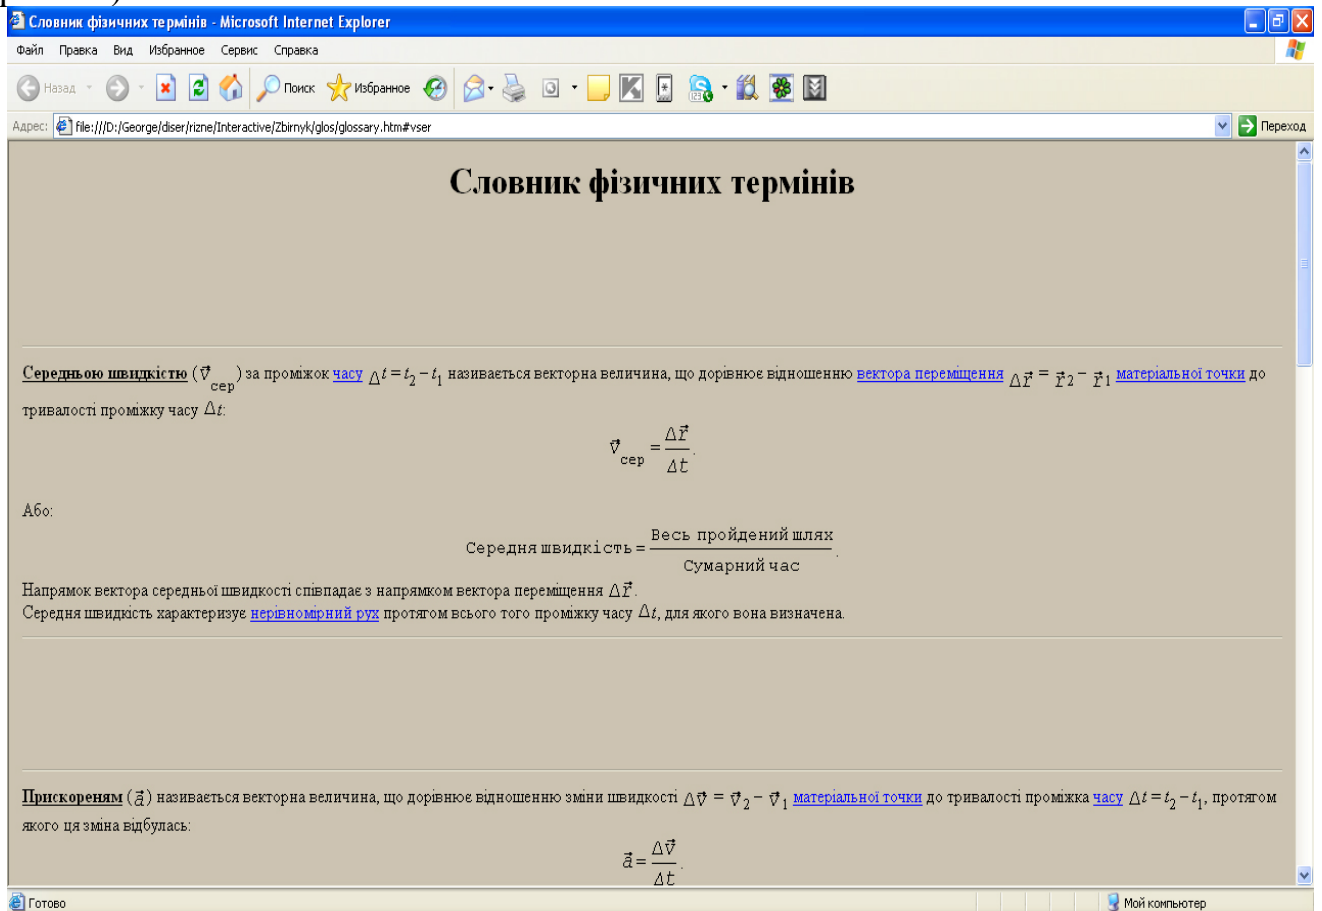 Словник фізичних термінів - Microsoft Internet Explorer
Файл Правка Вид Избранное Сервис Справка
Назад Поиск Избранное
Адрес: file:///D:/George/diser/rizne/Interactive/Zbirnyk/glos/glossary.htm#vser Переход
Словник фізичних термінів
Середньою швидкістю (v⃗сер) за проміжок часу Δt = t₂ − t₁ називається векторна величина, що дорівнює відношенню вектора переміщення Δr⃗ = r⃗₂ − r⃗₁ матеріальної точки до
тривалості проміжку часу Δt:
v⃗сер = Δr⃗/Δt.
Або:
Середня швидкість = Весь пройдений шлях/Сумарний час.
Напрямок вектора середньої швидкості співпадає з напрямком вектора переміщення Δr⃗.
Середня швидкість характеризує нерівномірний рух протягом всього того проміжку часу Δt, для якого вона визначена.
Прискореням (a⃗) називається векторна величина, що дорівнює відношенню зміни швидкості Δv⃗ = v⃗₂ − v⃗₁ матеріальної точки до тривалості проміжка часу Δt = t₂ − t₁, протягом
якого ця зміна відбулась:
a⃗ = Δv⃗/Δt.
Готово Мой компьютер